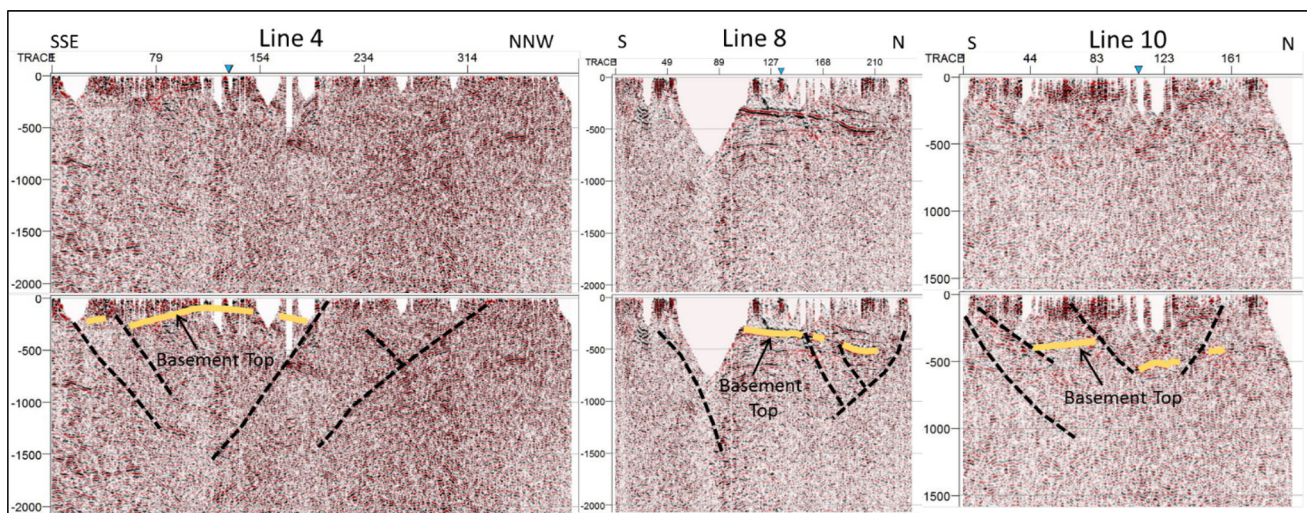 SSE Line 4 NNW
TRACE 79 154 234 314
0
-500
-1000
-1500
-2000
0
Basement Top
-500
-1000
-1500
-2000
S Line 8 N
TRACE 49 89 127 168 210
0
-500
-1000
-1500
-2000
0
-500
Basement
Top
-1000
-1500
-2000
S Line 10 N
TRACE 44 83 123 161
0
-500
1000
1500
0
-500
Basement Top
1000
1500